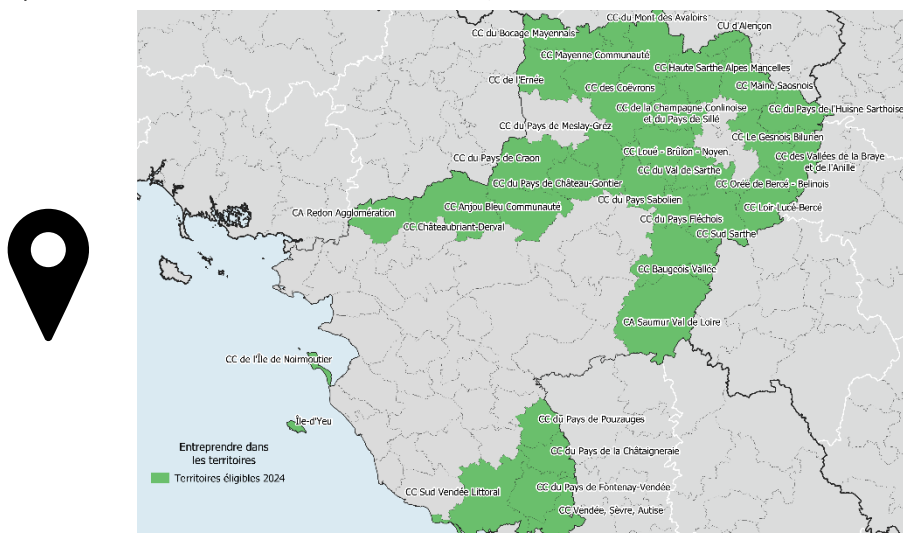 CC du Mont des Avaloirs
CU d'Alençon
CC du Bocage Mayennais
CC Mayenne Communauté
CC Haute Sarthe Alpes Mancelles
CC de l'Ernée
CC des Coëvrons
CC Maine Saosnois
CC de la Champagne Conlinoise
et du Pays de Sillé
CC du Pays de l'Huisne Sarthoise
CC du Pays de Meslay-Grez
CC Le Gesnois Bilurien
CC du Pays de Craon
CC Loué - Brûlon - Noyen
CC des Vallées de la Braye
et de l'Anille
CC du Val de Sarthe
CC du Pays de Château-Gontier
CC Orée de Bercé - Belinois
CC du Pays Sabolien
CA Redon Agglomération
CC Anjou Bleu Communauté
CC Loir-Lucé-Bercé
CC du Pays Fléchois
CC Châteaubriant-Derval
CC Sud Sarthe
CC Baugeois-Vallée
CA Saumur Val de Loire
CC de l'Île de Noirmoutier
Île-d'Yeu
CC du Pays de Pouzauges
Entreprendre dans
les territoires
CC du Pays de la Châtaigneraie
Territoires éligibles 2024
CC du Pays de Fontenay-Vendée
CC Sud Vendée Littoral
CC Vendée, Sèvre, Autise